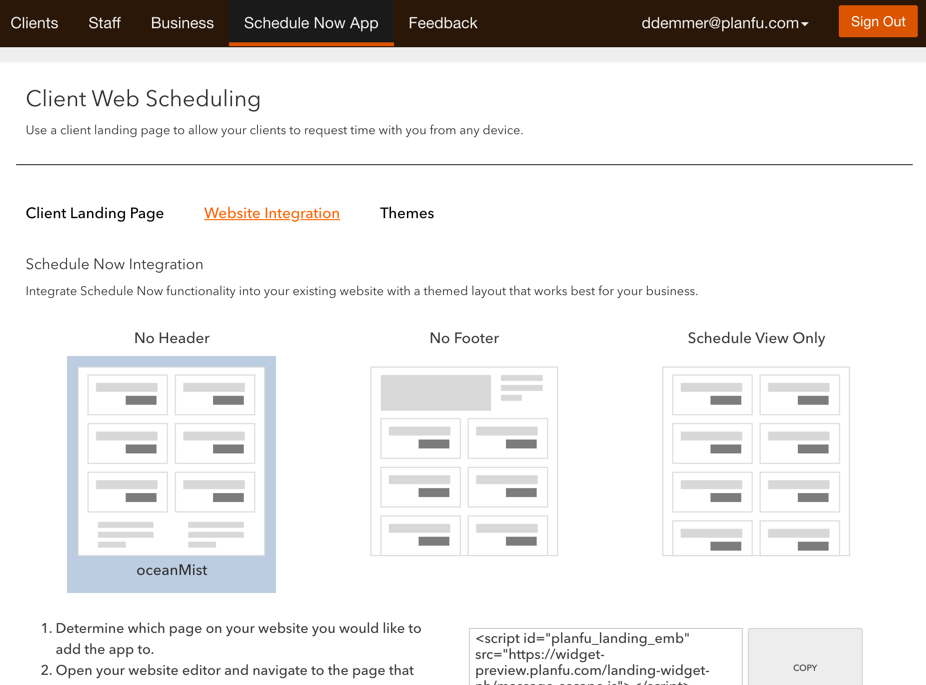 Clients Staff Business Schedule Now App Feedback ddemmer@planfu.com Sign Out
Client Web Scheduling
Use a client landing page to allow your clients to request time with you from any device.
Client Landing Page Website Integration Themes
Schedule Now Integration
Integrate Schedule Now functionality into your existing website with a themed layout that works best for your business.
No Header No Footer Schedule View Only
oceanMist
1. Determine which page on your website you would like to
add the app to.
2. Open your website editor and navigate to the page that
<script id="planfu_landing_emb"
src="https://widget-
preview.planfu.com/landing-widget-
COPY